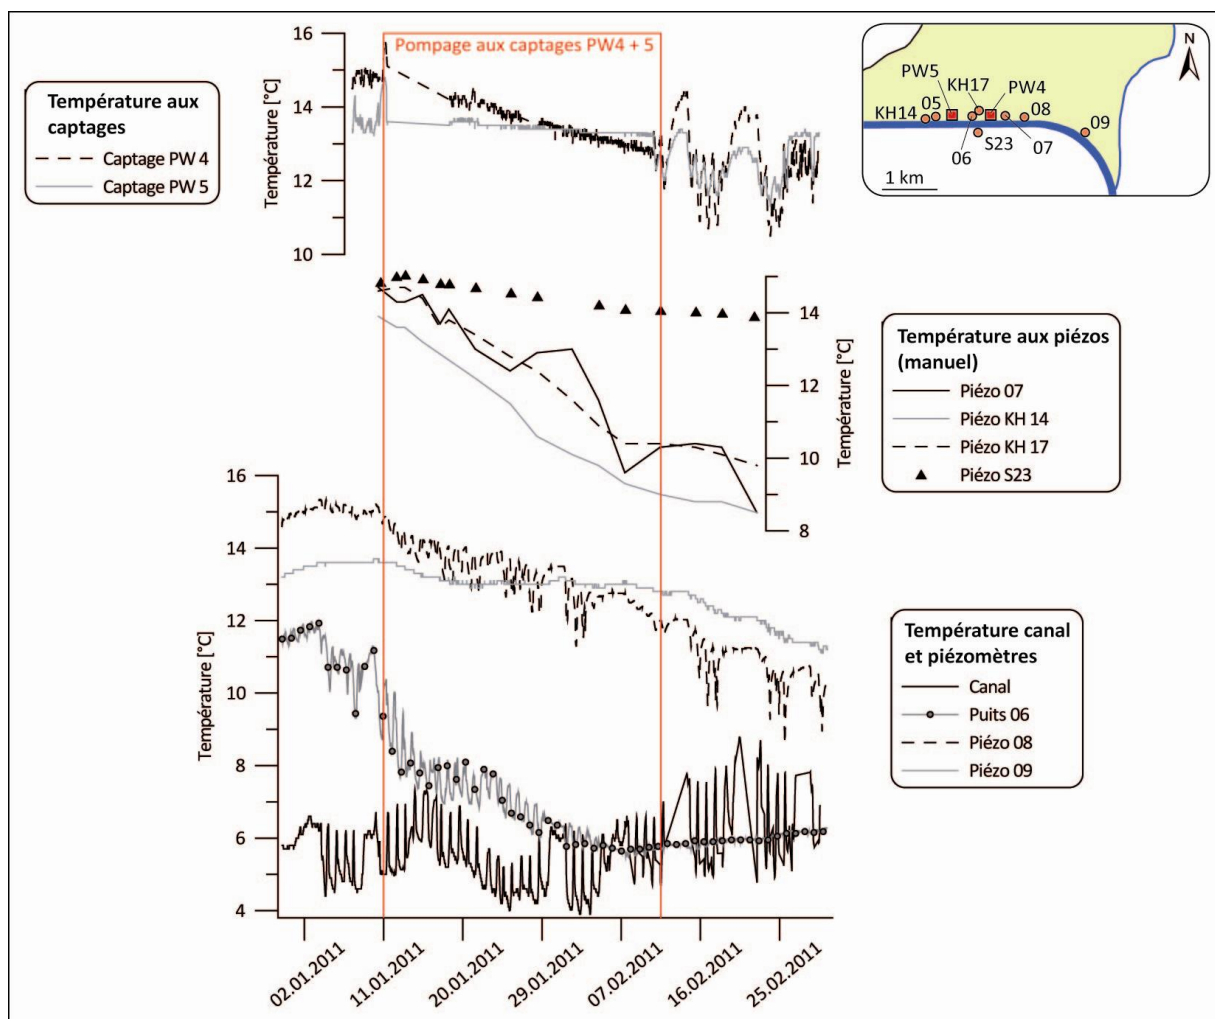 Pompage aux captages PW4 + 5
16
14
12
10
Température [°C]
Température aux
captages
Captage PW 4
Captage PW 5
N
PW5
KH17
PW4
KH14
05
08
09
06
S23
07
1 km
14
12
10
8
Température [°C]
Température aux piézos
(manuel)
Piézo 07
Piézo KH 14
Piézo KH 17
Piézo S23
16
14
12
10
8
6
4
Température [°C]
Température canal
et piézomètres
Canal
Puits 06
Piézo 08
Piézo 09
02.01.2011
11.01.2011
20.01.2011
29.01.2011
07.02.2011
16.02.2011
25.02.2011